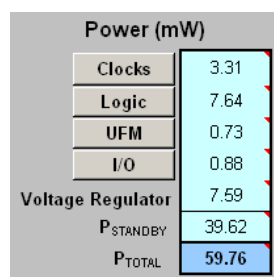 Power (mW)
Clocks 3.31
Logic 7.64
UFM 0.73
I/O 0.88
Voltage Regulator 7.59
PSTANDBY 39.62
PTOTAL 59.76